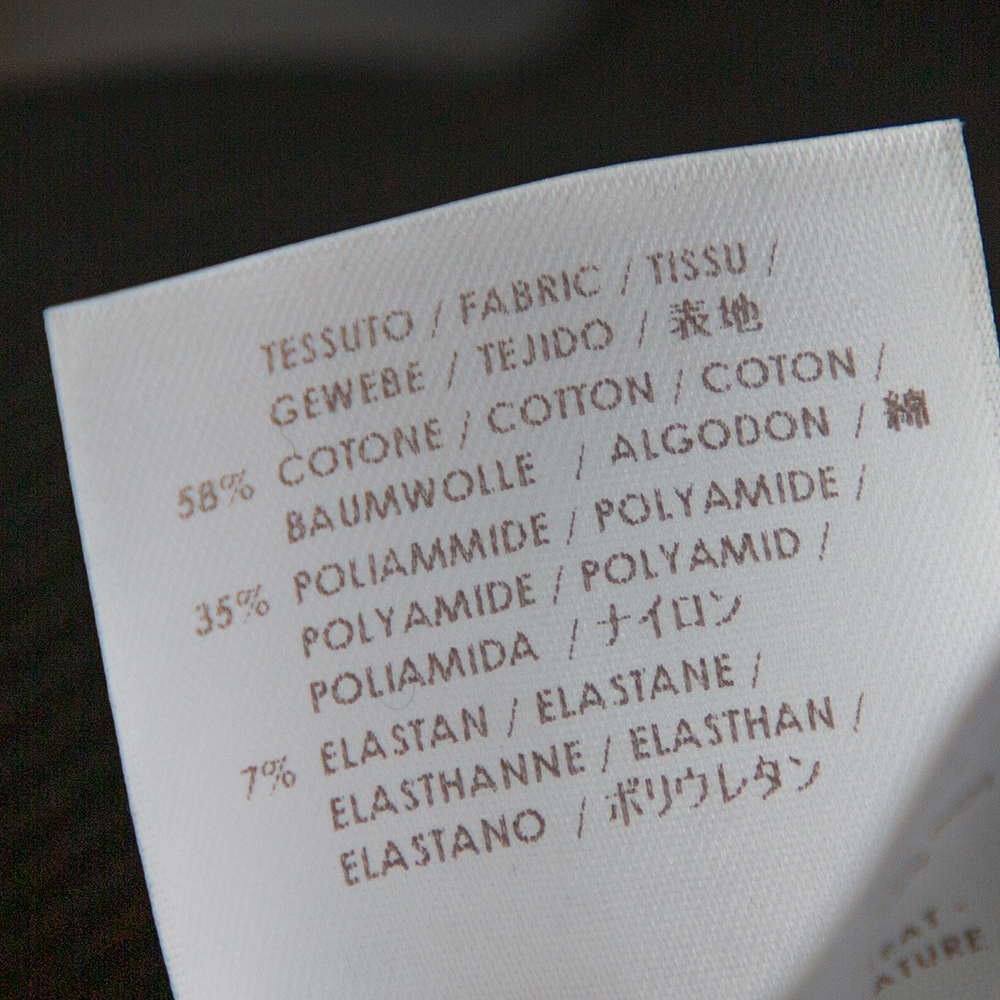 TESSUTO / FABRIC / TISSU /
GEWEBE / TEJIDO / 表地
58% COTONE / COTTON / COTON /
BAUMWOLLE / ALGODON / 綿
35% POLIAMMIDE / POLYAMIDE /
POLYAMIDE / POLYAMID /
POLIAMIDA / ナイロン
7% ELASTAN / ELASTANE /
ELASTHANNE / ELASTHAN /
ELASTANO / ポリウレタン